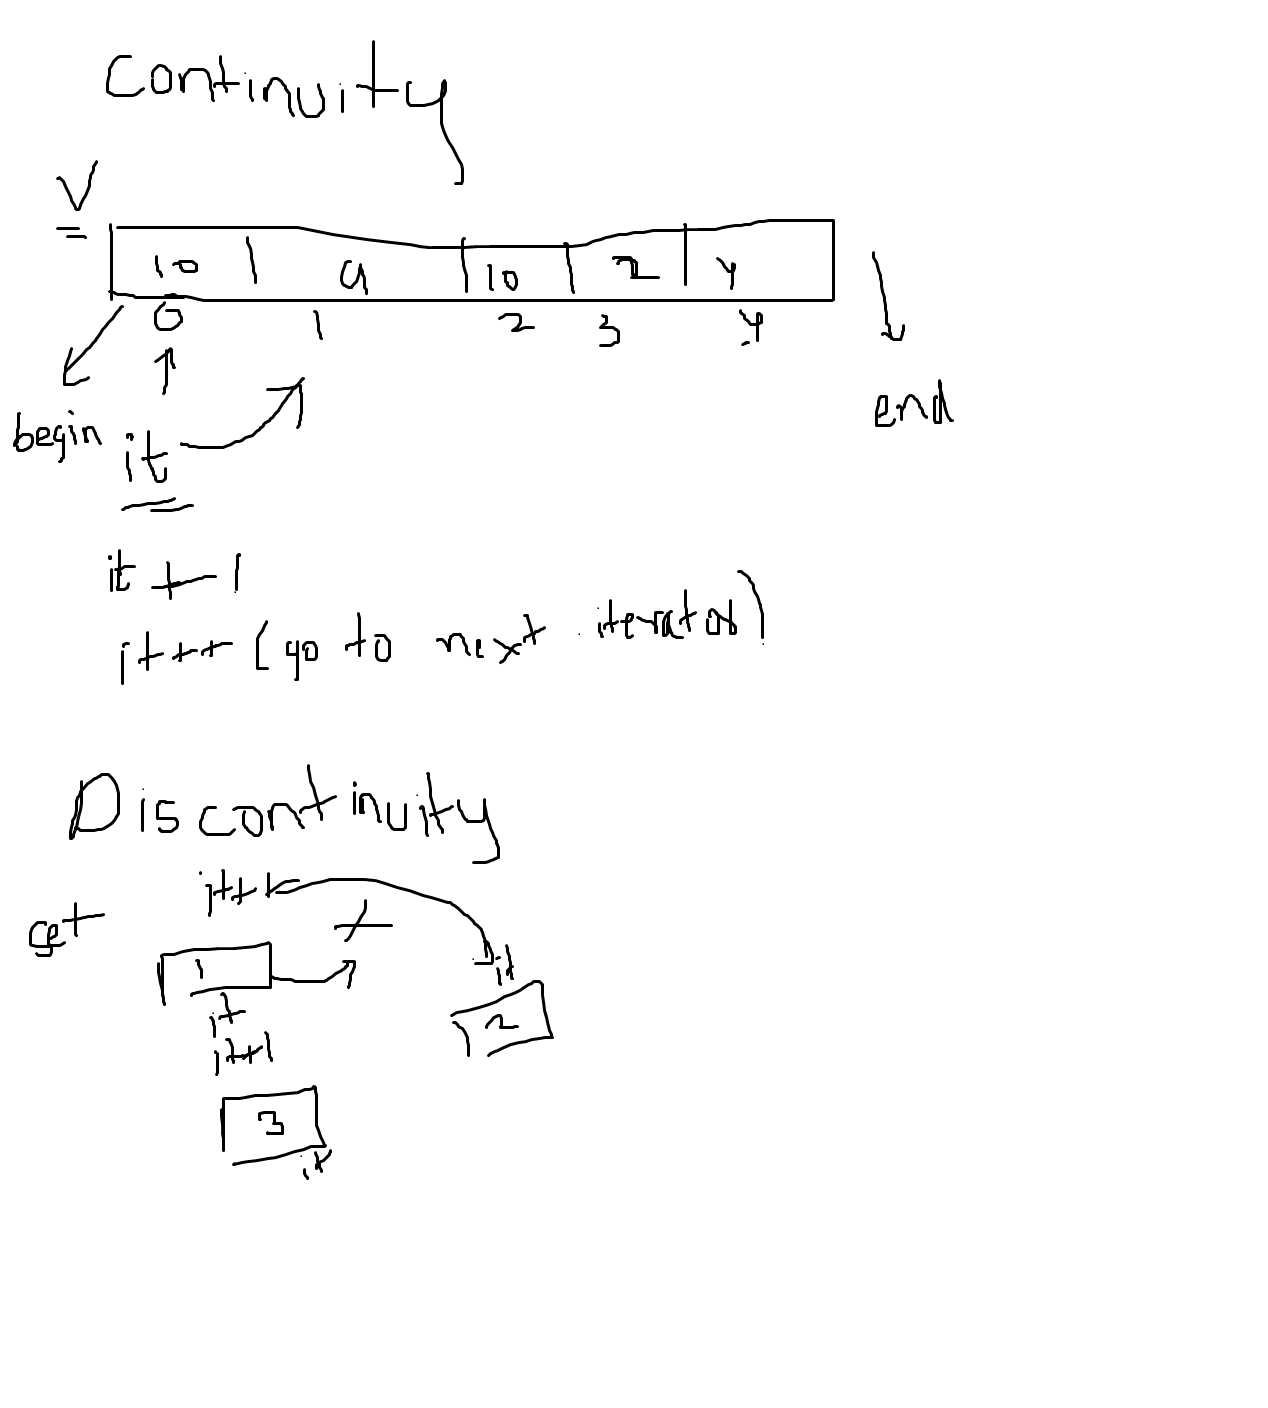 continuity
V
10 9 10 2 4
0 1 2 3 4
begin it end
it + 1
it++ (go to next iterator)
Discontinuity
it++
set
1 it
it 2
it+1
3
it